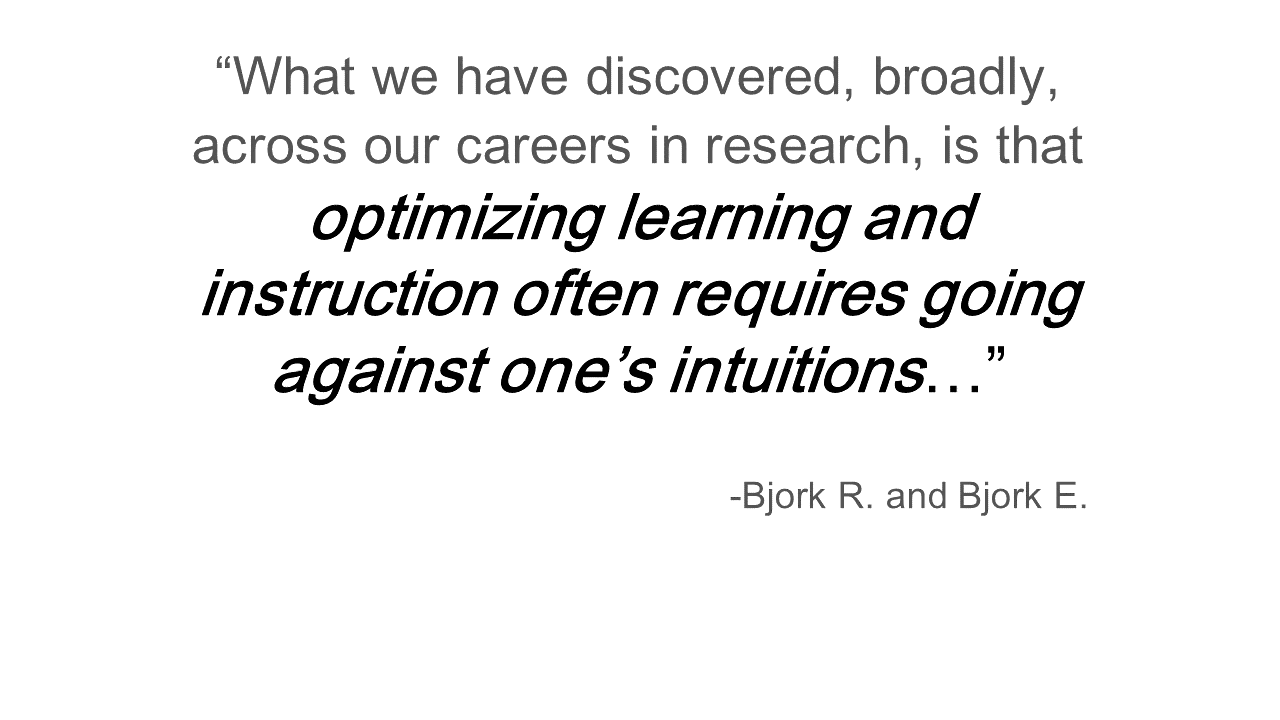 “What we have discovered, broadly,
across our careers in research, is that
optimizing learning and
instruction often requires going
against one’s intuitions…”
-Bjork R. and Bjork E.